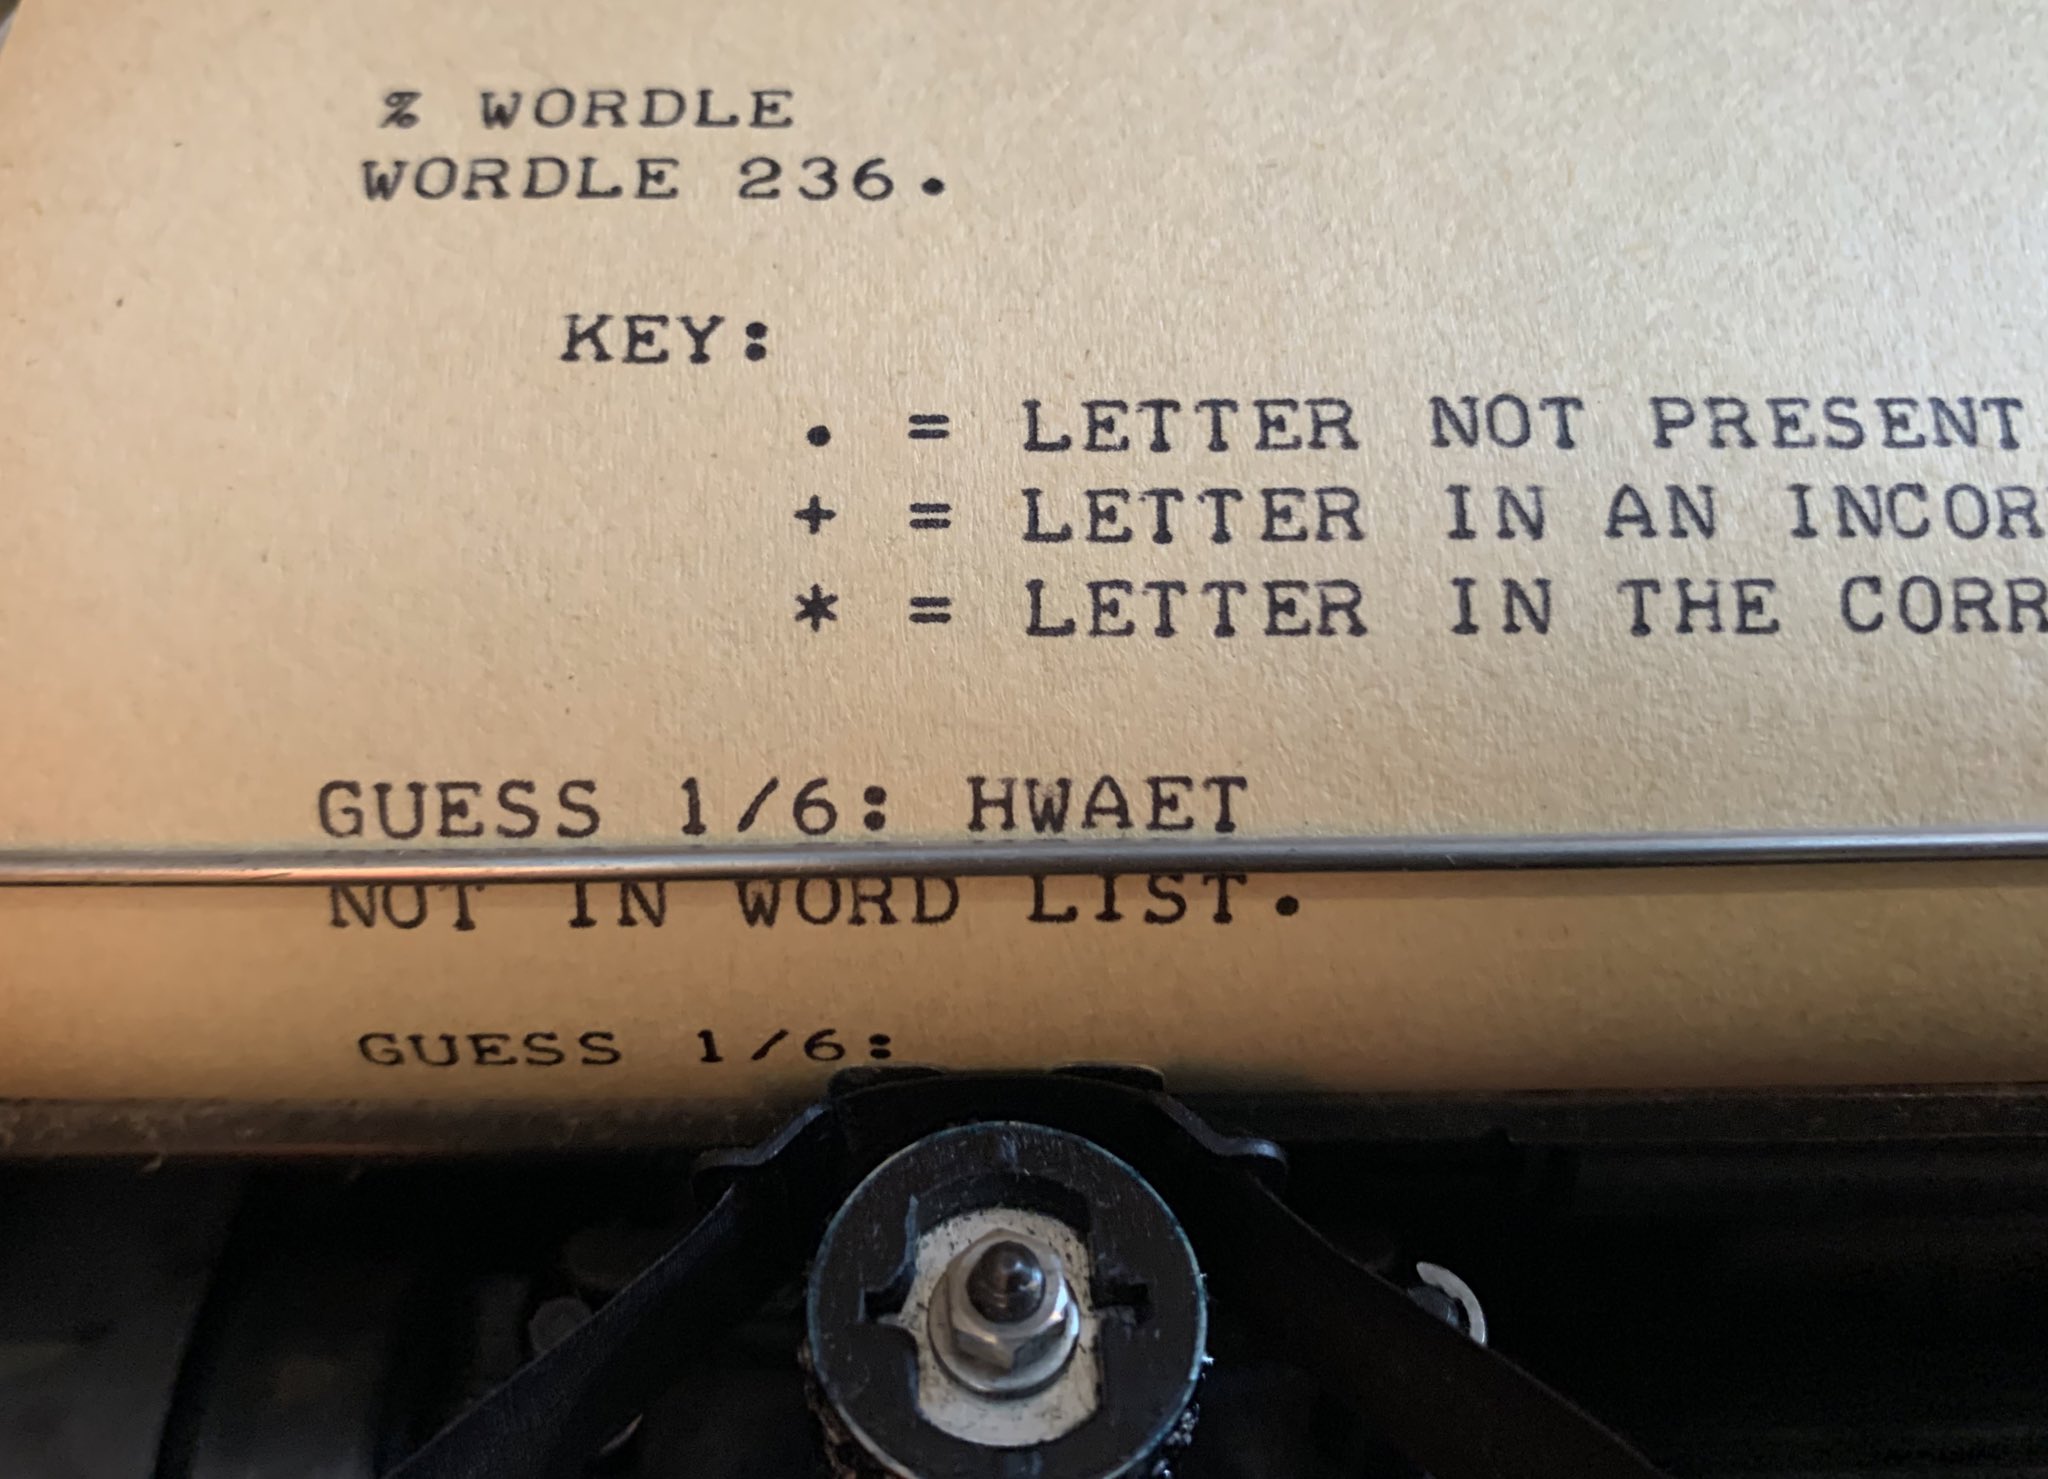 % WORDLE
WORDLE 236.
KEY:
. = LETTER NOT PRESENT
+ = LETTER IN AN INCOR
* = LETTER IN THE CORR
GUESS 1/6: HWAET
NOT IN WORD LIST.
GUESS 1/6: